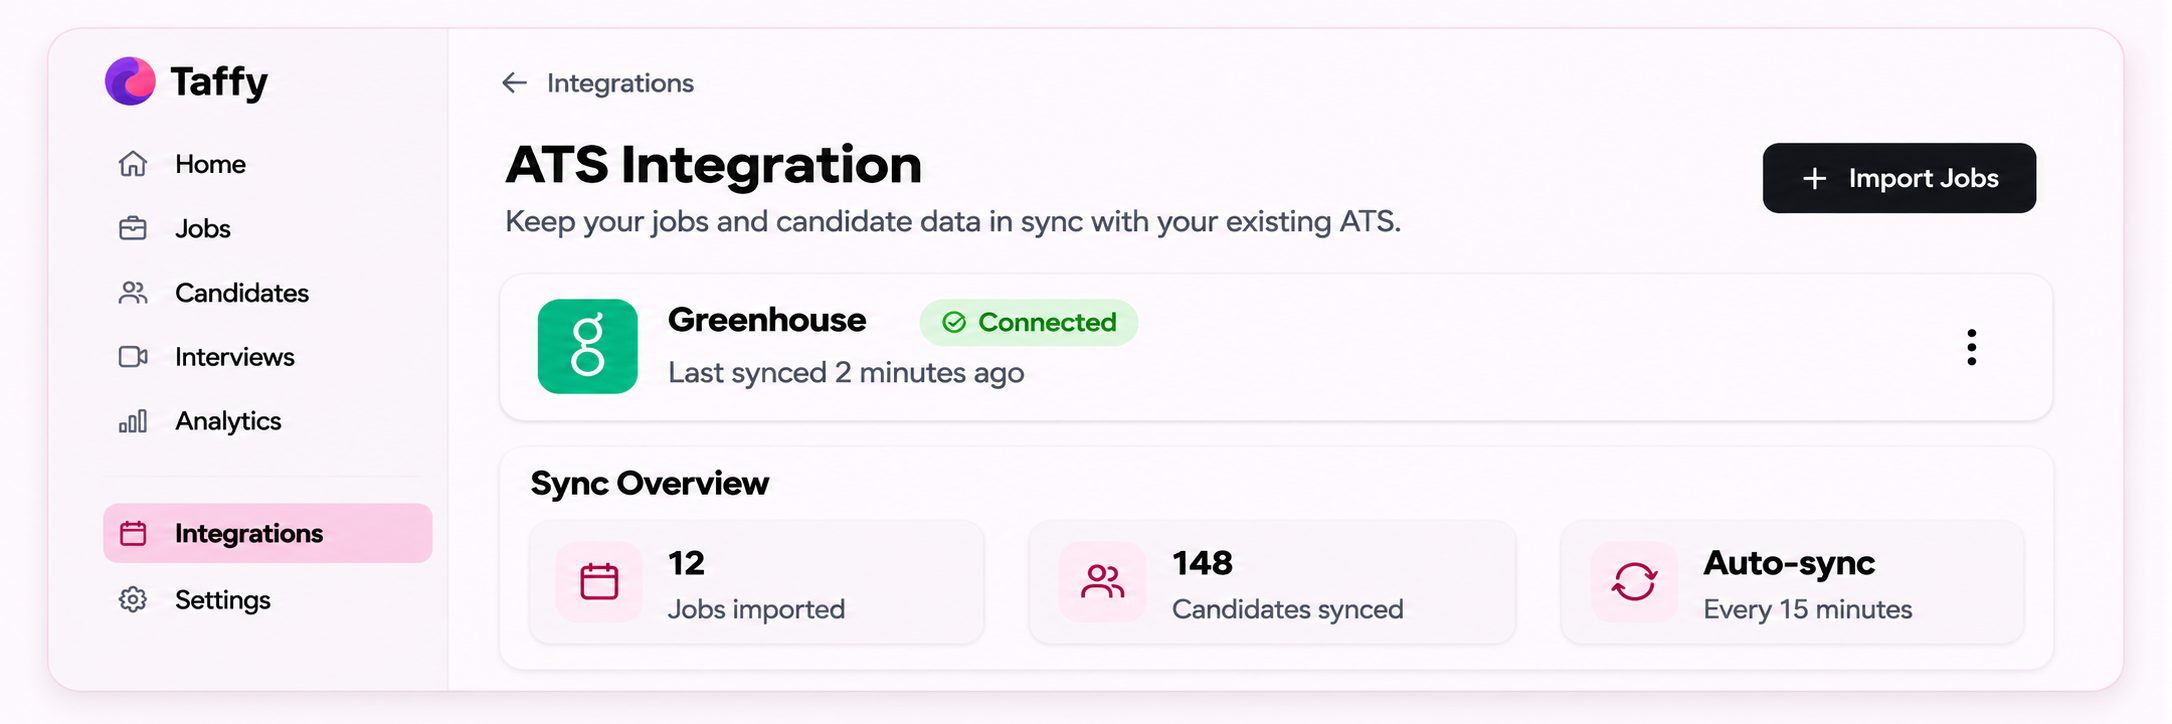 Taffy
Home
Jobs
Candidates
Interviews
Analytics
Integrations
Settings
Integrations
ATS Integration
Keep your jobs and candidate data in sync with your existing ATS.
Import Jobs
Greenhouse
Connected
Last synced 2 minutes ago
Sync Overview
12
Jobs imported
148
Candidates synced
Auto-sync
Every 15 minutes